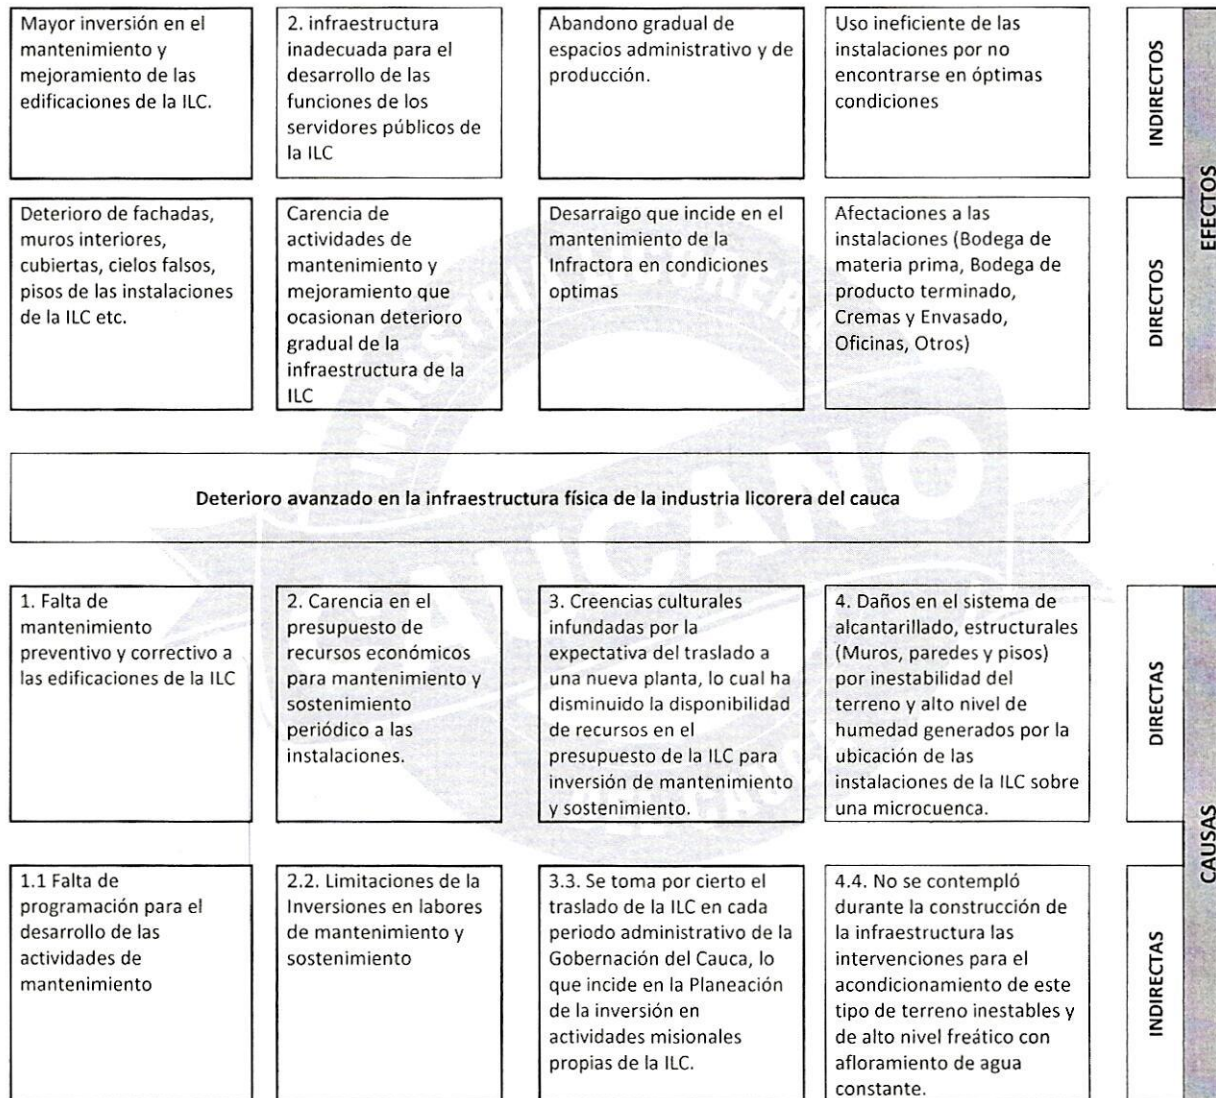 Mayor inversión en el
mantenimiento y
mejoramiento de las
edificaciones de la ILC.
2. infraestructura
inadecuada para el
desarrollo de las
funciones de los
servidores públicos de
la ILC
Abandono gradual de
espacios administrativo y de
producción.
Uso ineficiente de las
instalaciones por no
encontrarse en óptimas
condiciones
INDIRECTOS
EFECTOS
Deterioro de fachadas,
muros interiores,
cubiertas, cielos falsos,
pisos de las instalaciones
de la ILC etc.
Carencia de
actividades de
mantenimiento y
mejoramiento que
ocasionan deterioro
gradual de la
infraestructura de la
ILC
Desarraigo que incide en el
mantenimiento de la
Infractora en condiciones
optimas
Afectaciones a las
instalaciones (Bodega de
materia prima, Bodega de
producto terminado,
Cremas y Envasado,
Oficinas, Otros)
DIRECTOS
Deterioro avanzado en la infraestructura física de la industria licorera del cauca
CAUCANO
1. Falta de
mantenimiento
preventivo y correctivo a
las edificaciones de la ILC
2. Carencia en el
presupuesto de
recursos económicos
para mantenimiento y
sostenimiento
periódico a las
instalaciones.
3. Creencias culturales
infundadas por la
expectativa del traslado a
una nueva planta, lo cual ha
disminuido la disponibilidad
de recursos en el
presupuesto de la ILC para
inversión de mantenimiento
y sostenimiento.
4. Daños en el sistema de
alcantarillado, estructurales
(Muros, paredes y pisos)
por inestabilidad del
terreno y alto nivel de
humedad generados por la
ubicación de las
instalaciones de la ILC sobre
una microcuenca.
DIRECTAS
CAUSAS
1.1 Falta de
programación para el
desarrollo de las
actividades de
mantenimiento
2.2. Limitaciones de la
Inversiones en labores
de mantenimiento y
sostenimiento
3.3. Se toma por cierto el
traslado de la ILC en cada
periodo administrativo de la
Gobernación del Cauca, lo
que incide en la Planeación
de la inversión en
actividades misionales
propias de la ILC.
4.4. No se contempló
durante la construcción de
la infraestructura las
intervenciones para el
acondicionamiento de este
tipo de terreno inestables y
de alto nivel freático con
afloramiento de agua
constante.
INDIRECTAS